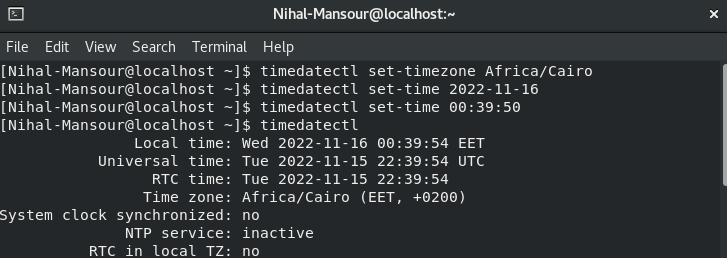 Nihal-Mansour@localhost:~
File Edit View Search Terminal Help
[Nihal-Mansour@localhost ~]$ timedatectl set-timezone Africa/Cairo
[Nihal-Mansour@localhost ~]$ timedatectl set-time 2022-11-16
[Nihal-Mansour@localhost ~]$ timedatectl set-time 00:39:50
[Nihal-Mansour@localhost ~]$ timedatectl
Local time: Wed 2022-11-16 00:39:54 EET
Universal time: Tue 2022-11-15 22:39:54 UTC
RTC time: Tue 2022-11-15 22:39:54
Time zone: Africa/Cairo (EET, +0200)
System clock synchronized: no
NTP service: inactive
RTC in local TZ: no